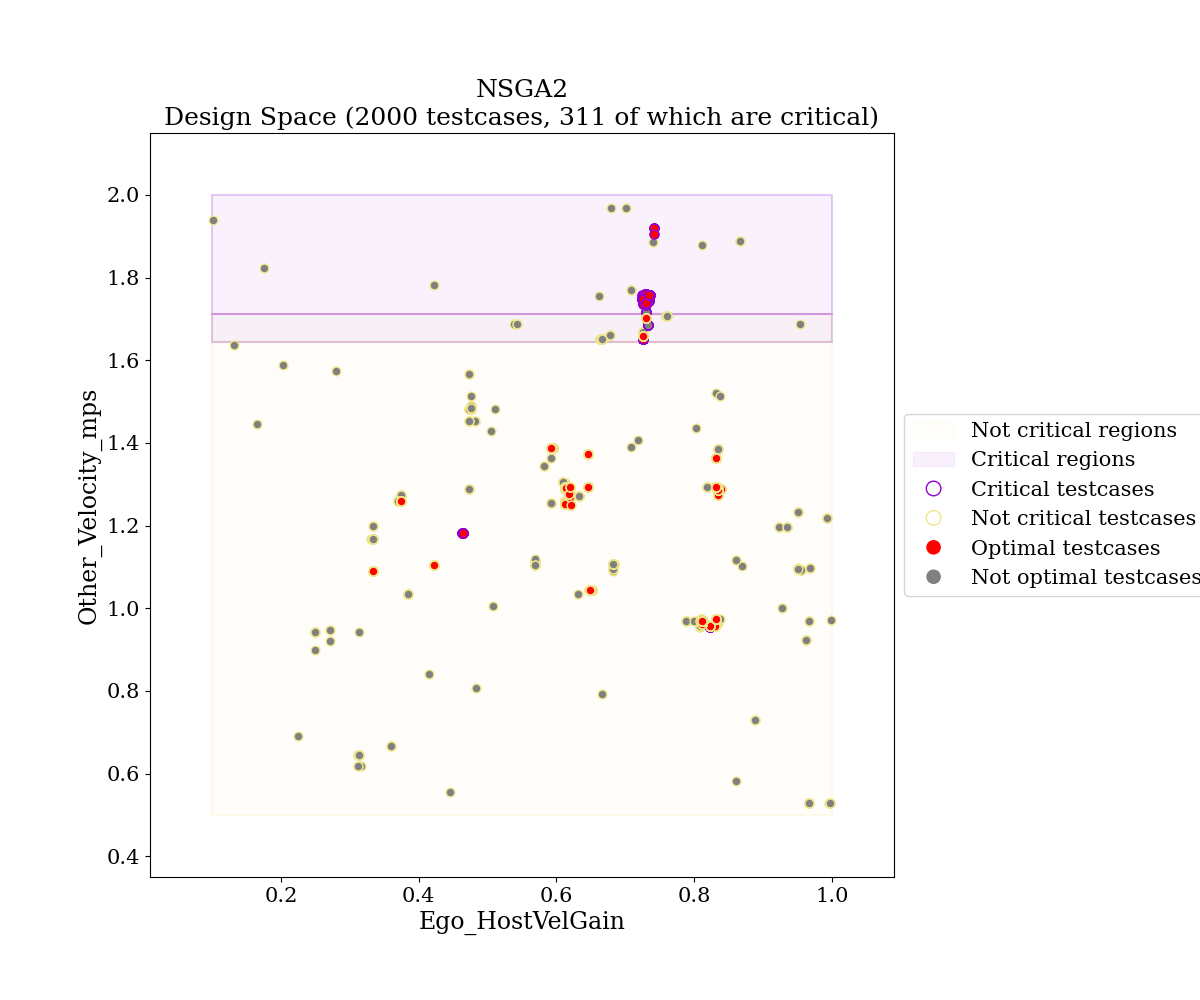 NSGA2
Design Space (2000 testcases, 311 of which are critical)
2.0
1.8
1.6
1.4
1.2
1.0
0.8
0.6
0.4
Other_Velocity_mps
0.2
0.4
0.6
0.8
1.0
Ego_HostVelGain
Not critical regions
Critical regions
Critical testcases
Not critical testcases
Optimal testcases
Not optimal testcases